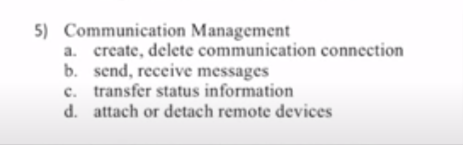 5) Communication Management
a. create, delete communication connection
b. send, receive messages
c. transfer status information
d. attach or detach remote devices